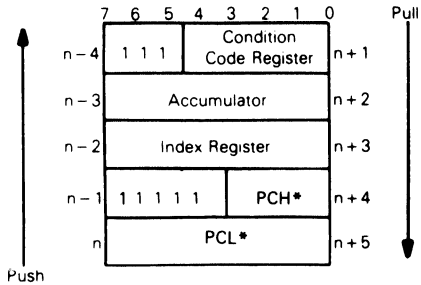 7 6 5 4 3 2 1 0 Pull
n-4 1 1 1 Condition
Code Register n+1
n-3 Accumulator n+2
n-2 Index Register n+3
n-1 1 1 1 1 1 PCH* n+4
n PCL* n+5
Push